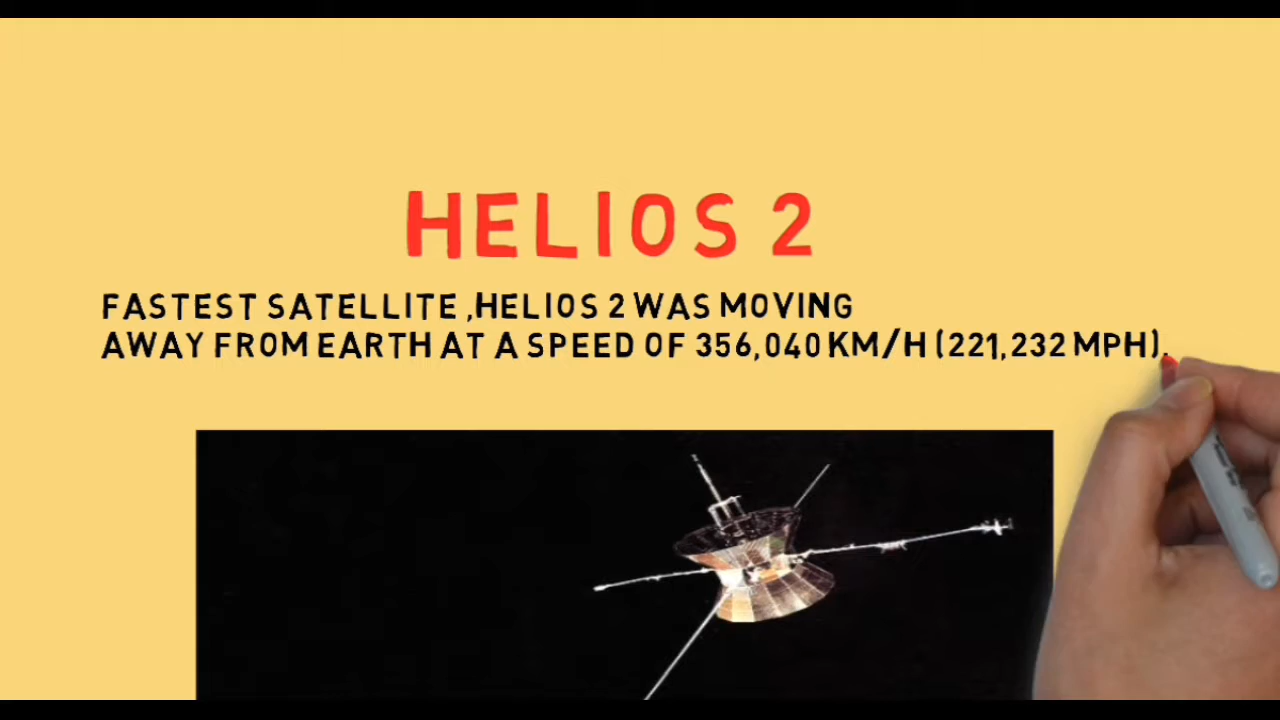 HELIOS 2
FASTEST SATELLITE ,HELIOS 2 WAS MOVING
AWAY FROM EARTH AT A SPEED OF 356,040 KM/H (221,232 MPH).